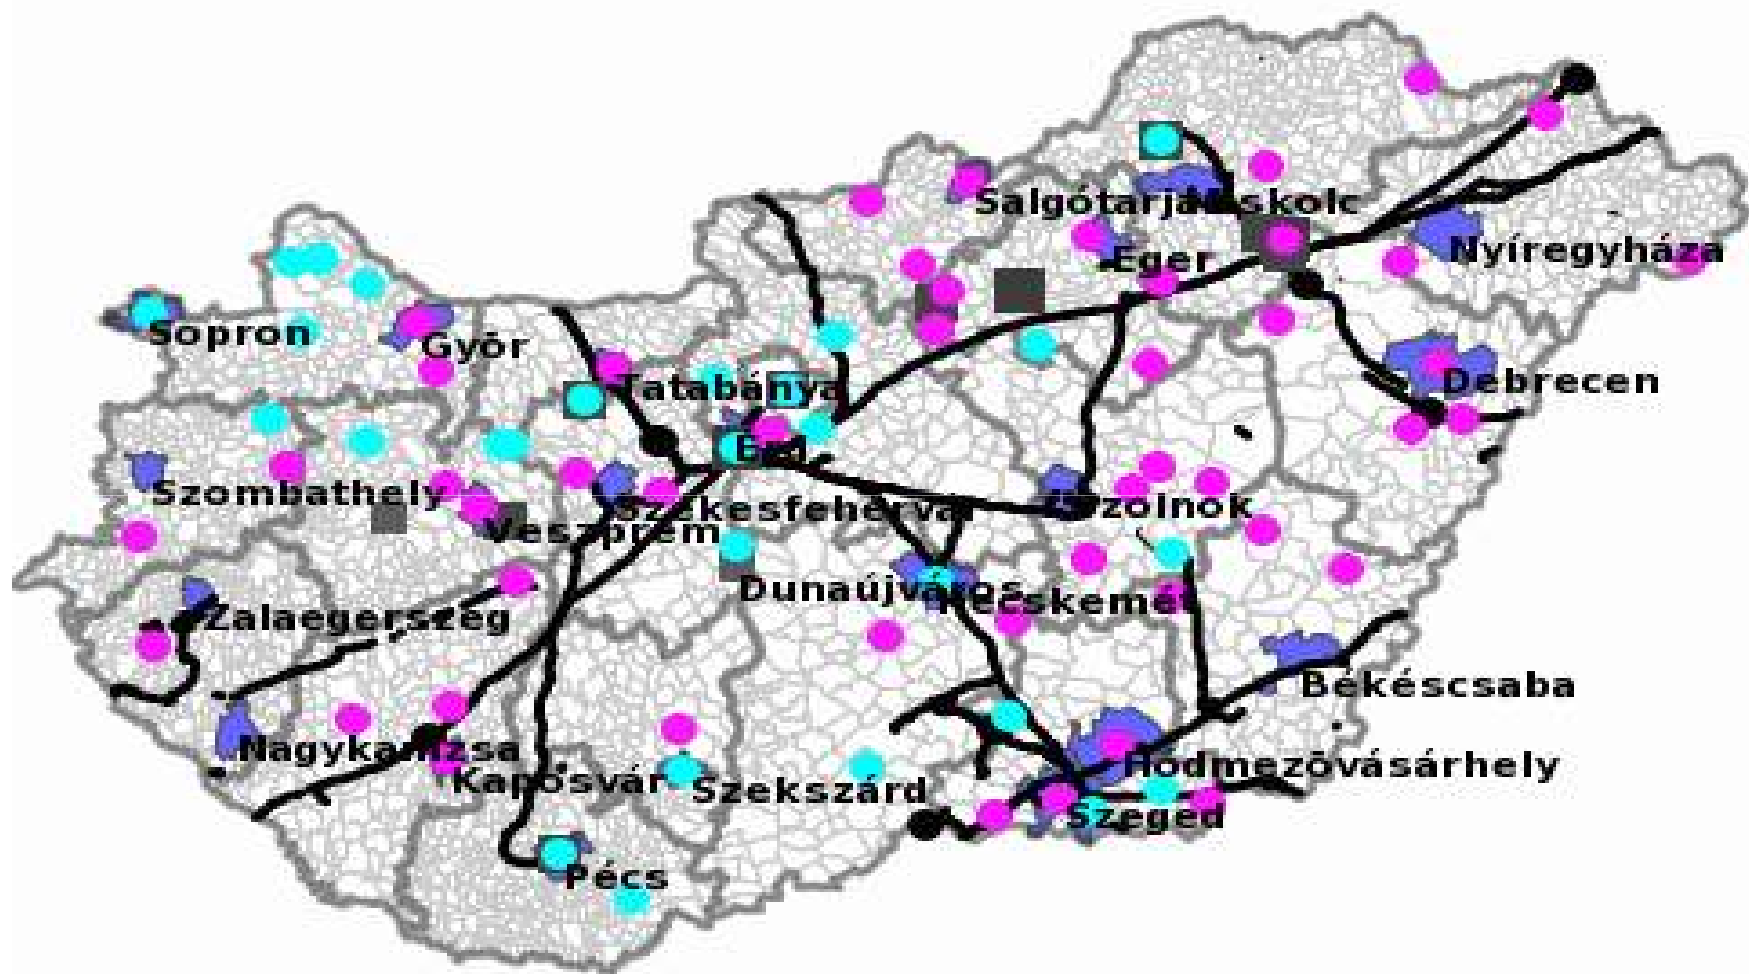 Salgótarján
Miskolc
Eger
Nyíregyháza
Sopron
Győr
Tatabánya
Debrecen
Érd
Szombathely
Veszprém
Székesfehérvár
Szolnok
Dunaújváros
Kecskemét
Zalaegerszeg
Békéscsaba
Nagykanizsa
Kaposvár
Szekszárd
Hódmezővásárhely
Szeged
Pécs